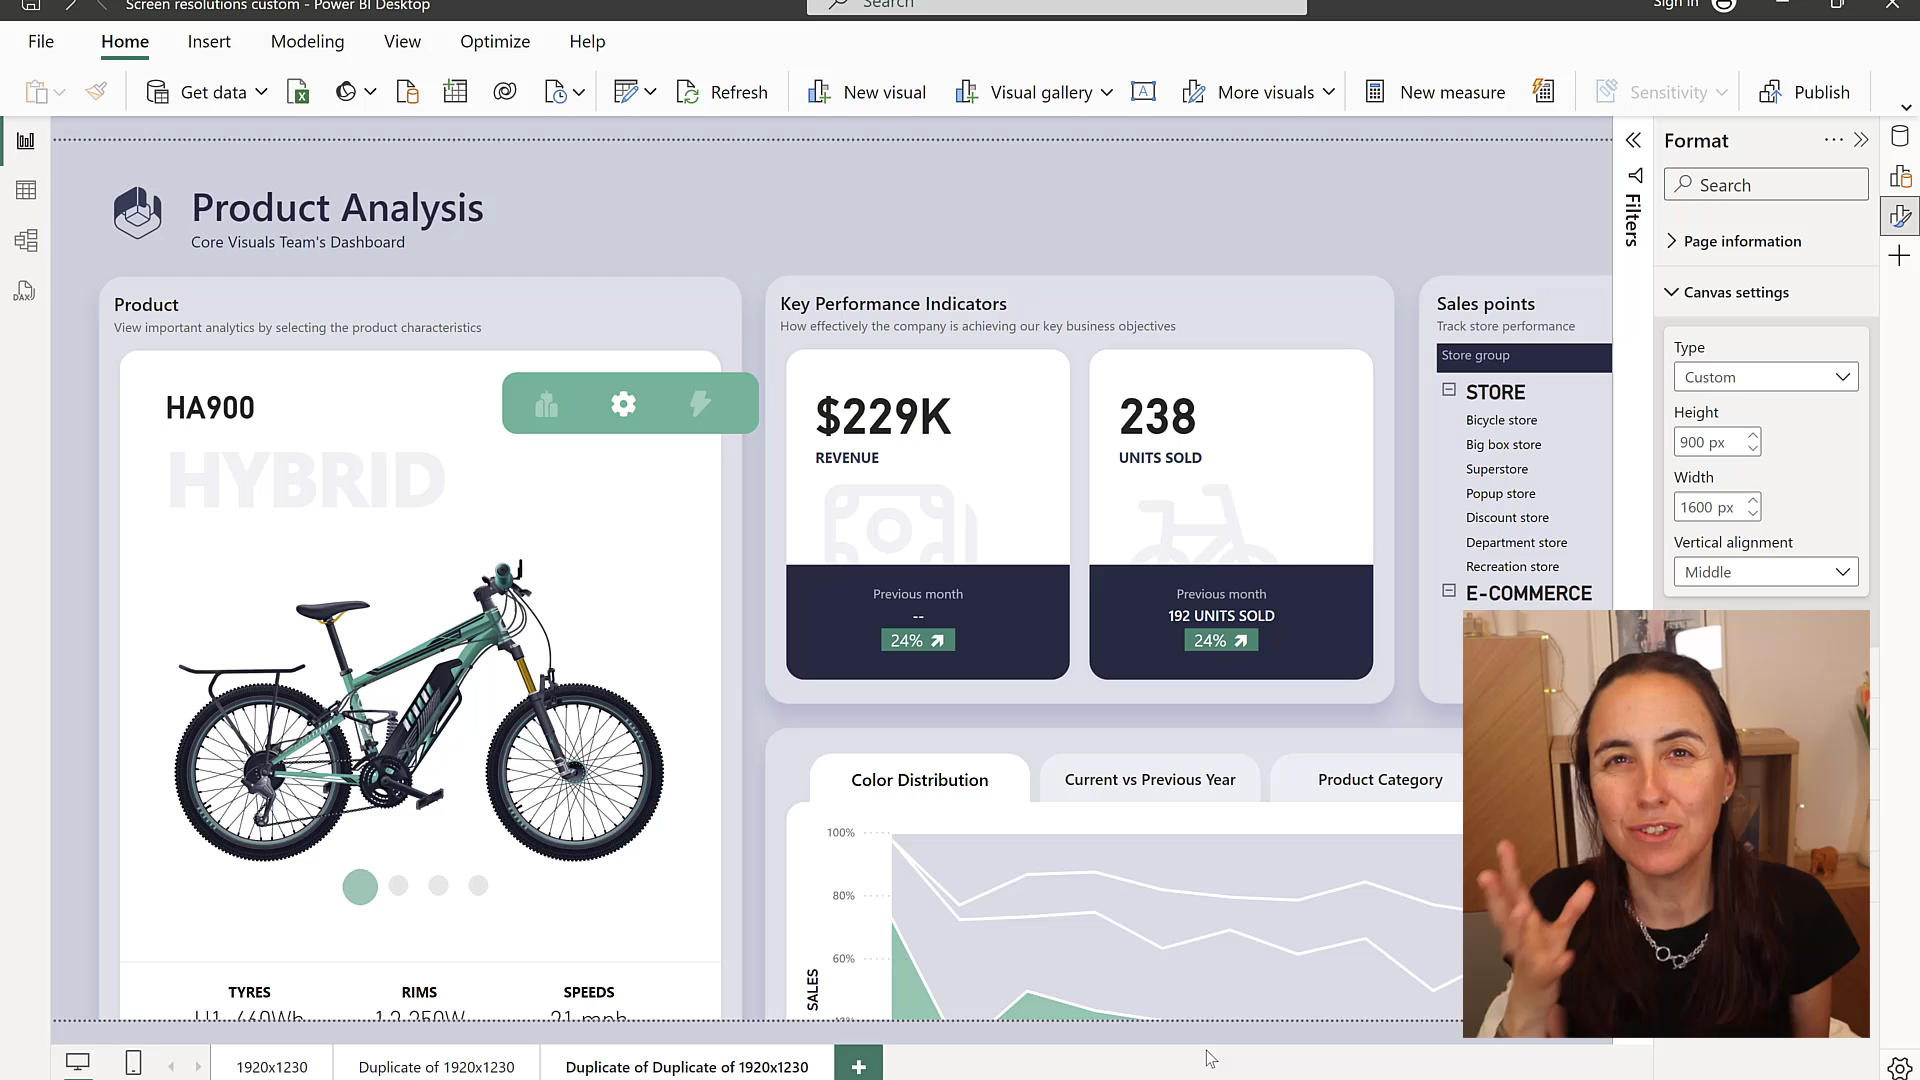 Screen resolutions custom - Power BI Desktop
Search
Sign in
File
Home
Insert
Modeling
View
Optimize
Help
Get data
Refresh
New visual
Visual gallery
More visuals
New measure
Sensitivity
Publish
DAX
Product Analysis
Core Visuals Team's Dashboard
Product
View important analytics by selecting the product characteristics
HA900
HYBRID
TYRES
RIMS
SPEEDS
Key Performance Indicators
How effectively the company is achieving our key business objectives
$229K
REVENUE
Previous month
--
24%
238
UNITS SOLD
Previous month
192 UNITS SOLD
24%
Sales points
Track store performance
Store group
STORE
Bicycle store
Big box store
Superstore
Popup store
Discount store
Department store
Recreation store
E-COMMERCE
Color Distribution
Current vs Previous Year
Product Category
100%
80%
60%
SALES
Filters
Format
Search
Page information
Canvas settings
Type
Custom
Height
900 px
Width
1600 px
Vertical alignment
Middle
1920x1230
Duplicate of 1920x1230
Duplicate of Duplicate of 1920x1230